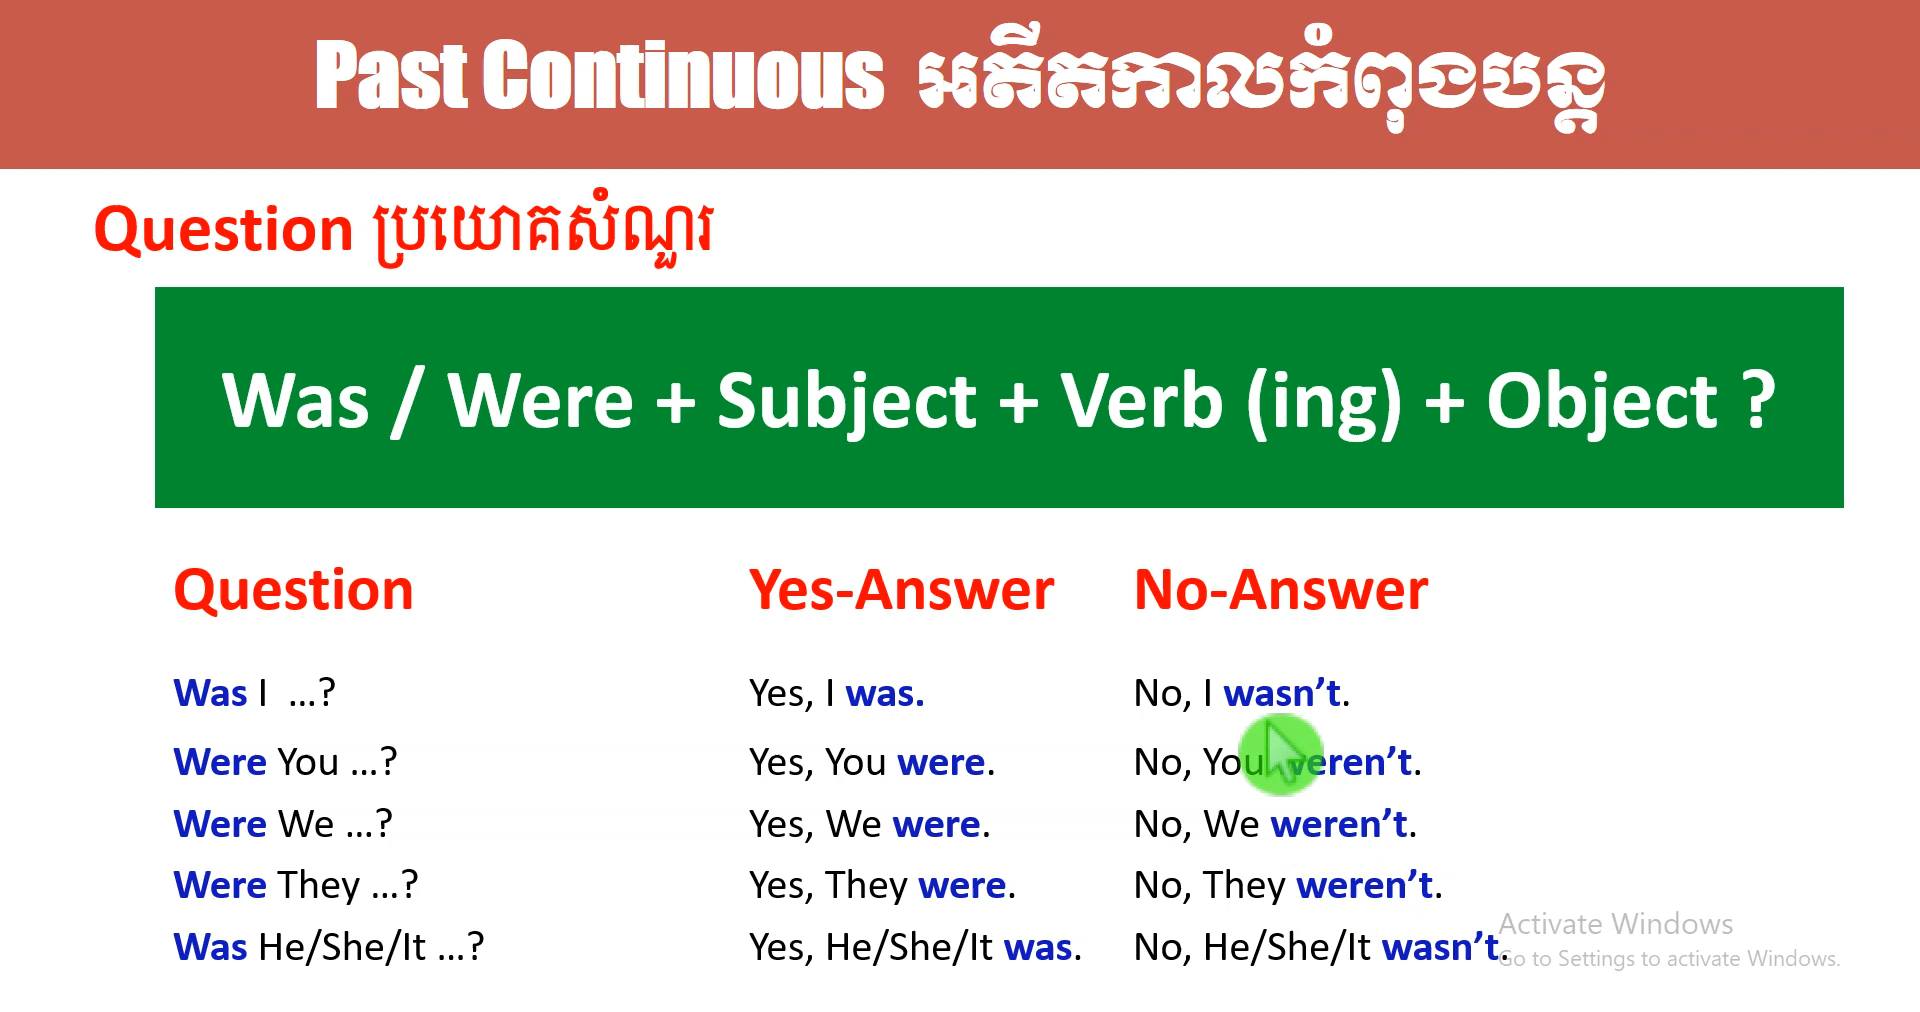 Past Continuous អតីតកាលកំពុងបន្ត
Question ប្រយោគសំណួរ
Was / Were + Subject + Verb (ing) + Object ?
Question Yes-Answer No-Answer
Was I ...? Yes, I was. No, I wasn’t.
Were You ...? Yes, You were. No, You weren’t.
Were We ...? Yes, We were. No, We weren’t.
Were They ...? Yes, They were. No, They weren’t.
Was He/She/It ...? Yes, He/She/It was. No, He/She/It wasn’t.
Activate Windows
Go to Settings to activate Windows.